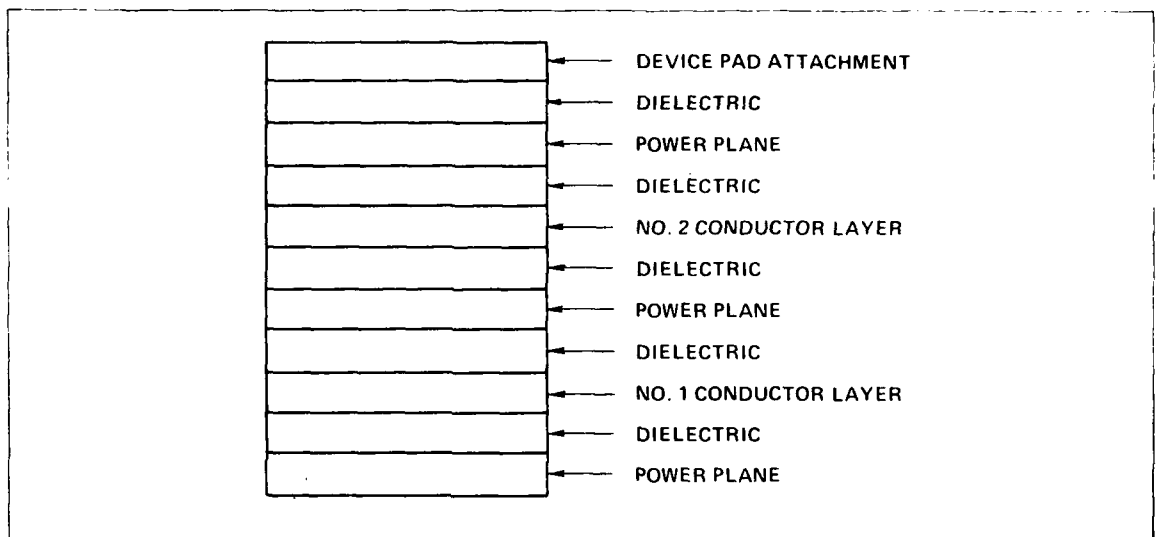 DEVICE PAD ATTACHMENT
DIELECTRIC
POWER PLANE
DIELECTRIC
NO. 2 CONDUCTOR LAYER
DIELECTRIC
POWER PLANE
DIELECTRIC
NO. 1 CONDUCTOR LAYER
DIELECTRIC
POWER PLANE